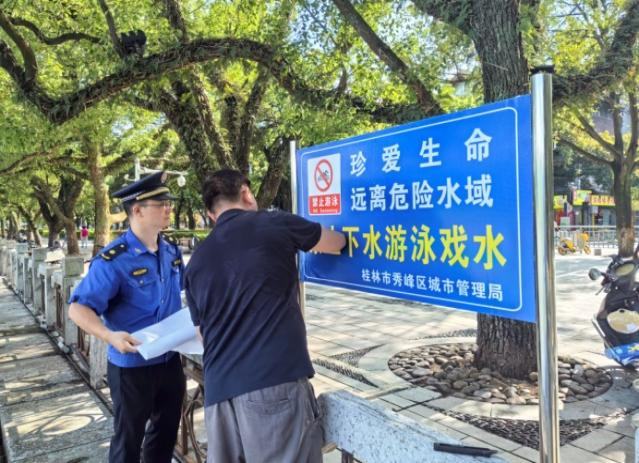 珍爱生命
禁止游泳
远离危险水域
止下水游泳戏水
桂林市秀峰区城市管理局